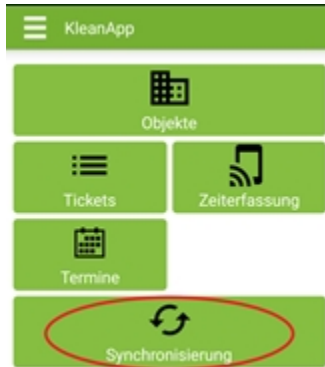 KleanApp
Objekte
Tickets
Zeiterfassung
Termine
Synchronisierung